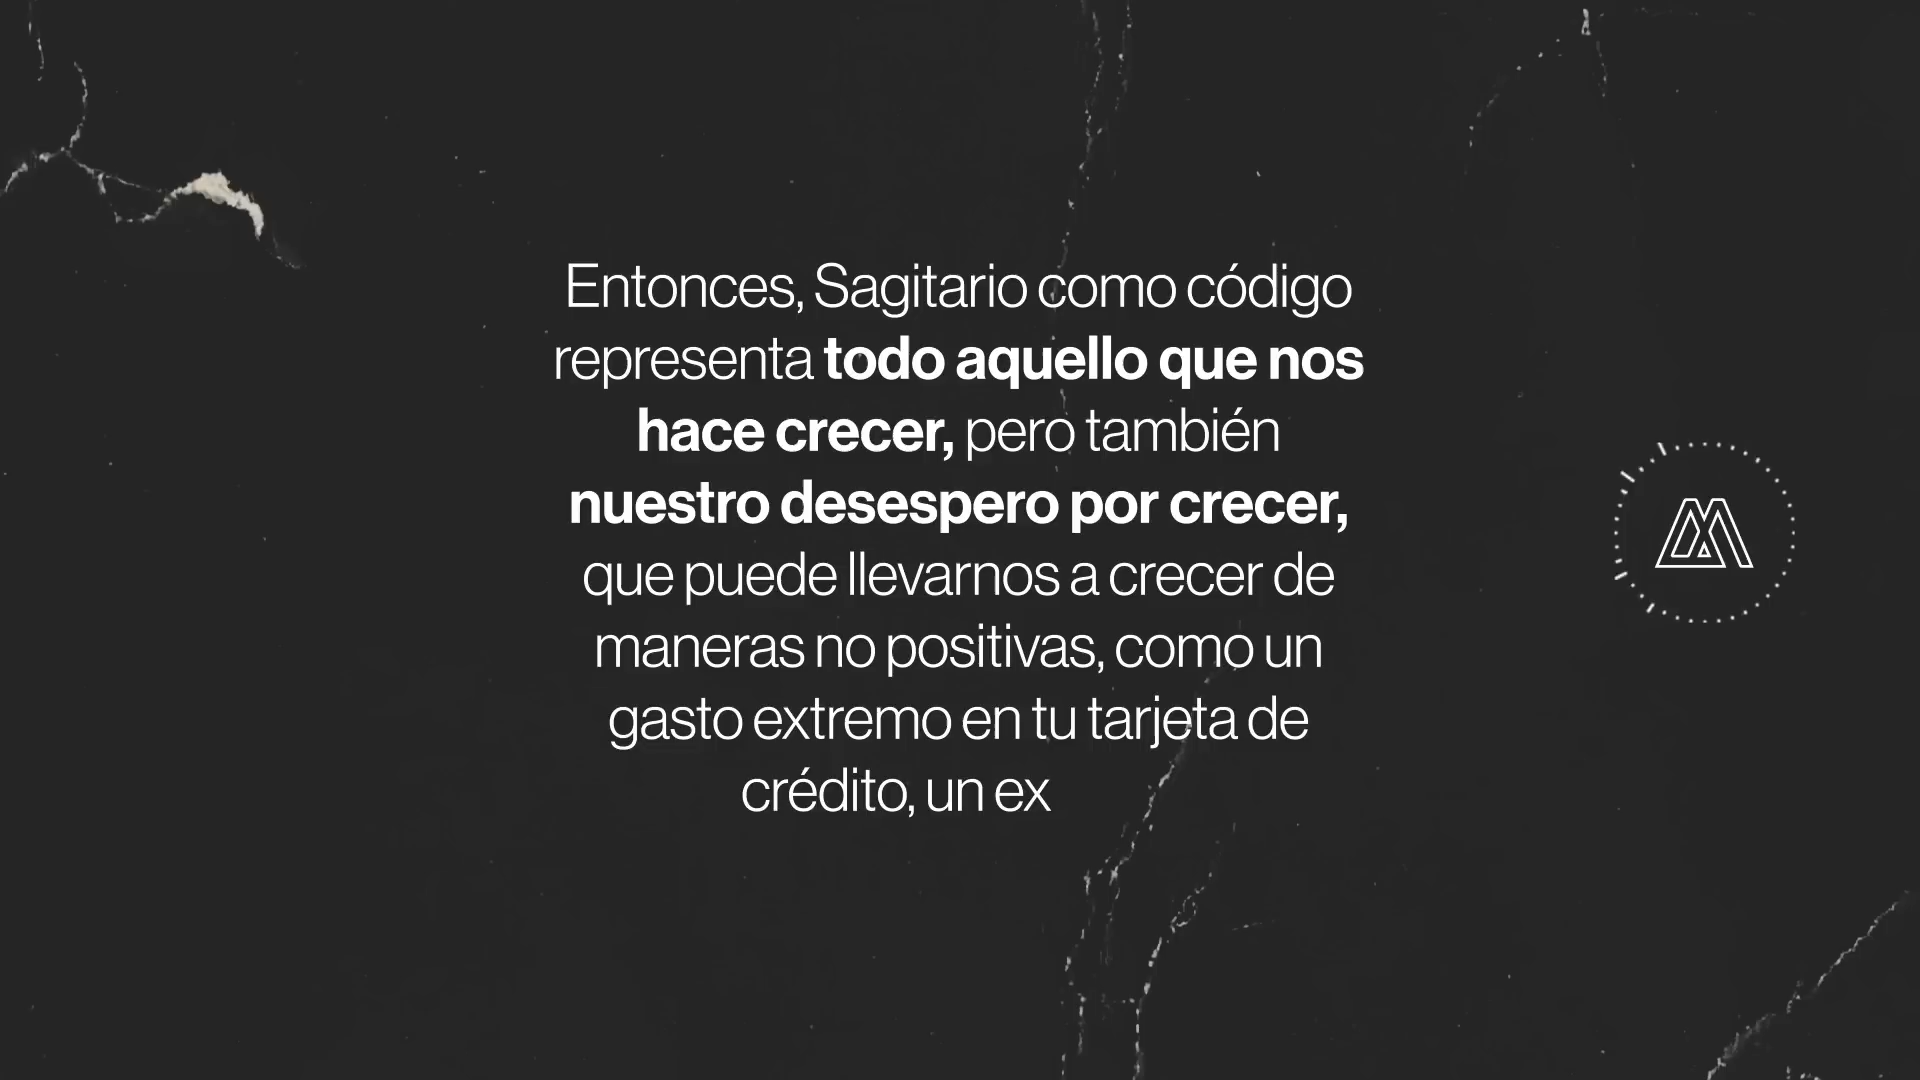 Entonces, Sagitario como código
representa todo aquello que nos
hace crecer, pero también
nuestro desespero por crecer,
que puede llevarnos a crecer de
maneras no positivas, como un
gasto extremo en tu tarjeta de
crédito, un ex